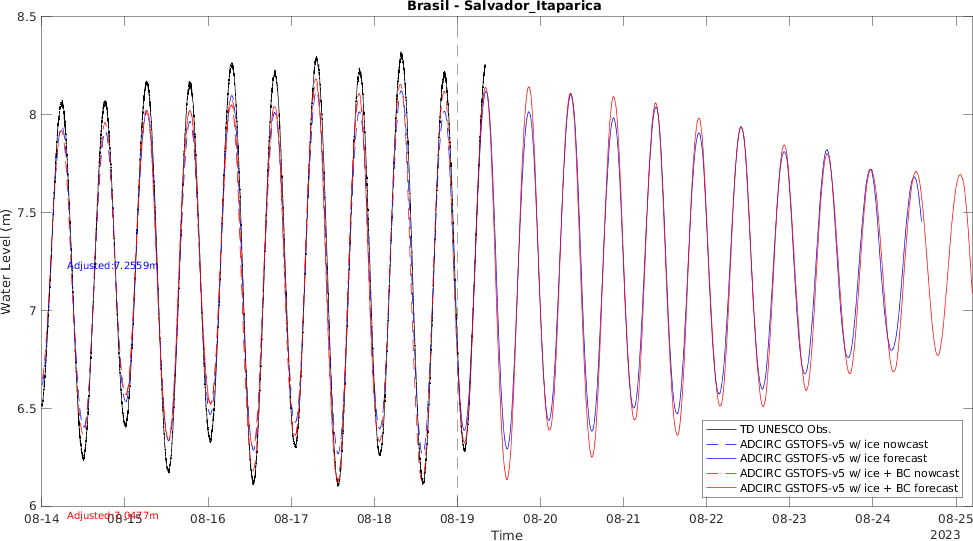 Brasil - Salvador_Itaparica
8.5
8
7.5
7
6.5
6
Water Level (m)
Adjusted:7.2559m
Adjusted:7.0427m
08-14
08-15
08-16
08-17
08-18
08-19
08-20
08-21
08-22
08-23
08-24
08-25
2023
Time
TD UNESCO Obs.
ADCIRC GSTOFS-v5 w/ ice nowcast
ADCIRC GSTOFS-v5 w/ ice forecast
ADCIRC GSTOFS-v5 w/ ice + BC nowcast
ADCIRC GSTOFS-v5 w/ ice + BC forecast